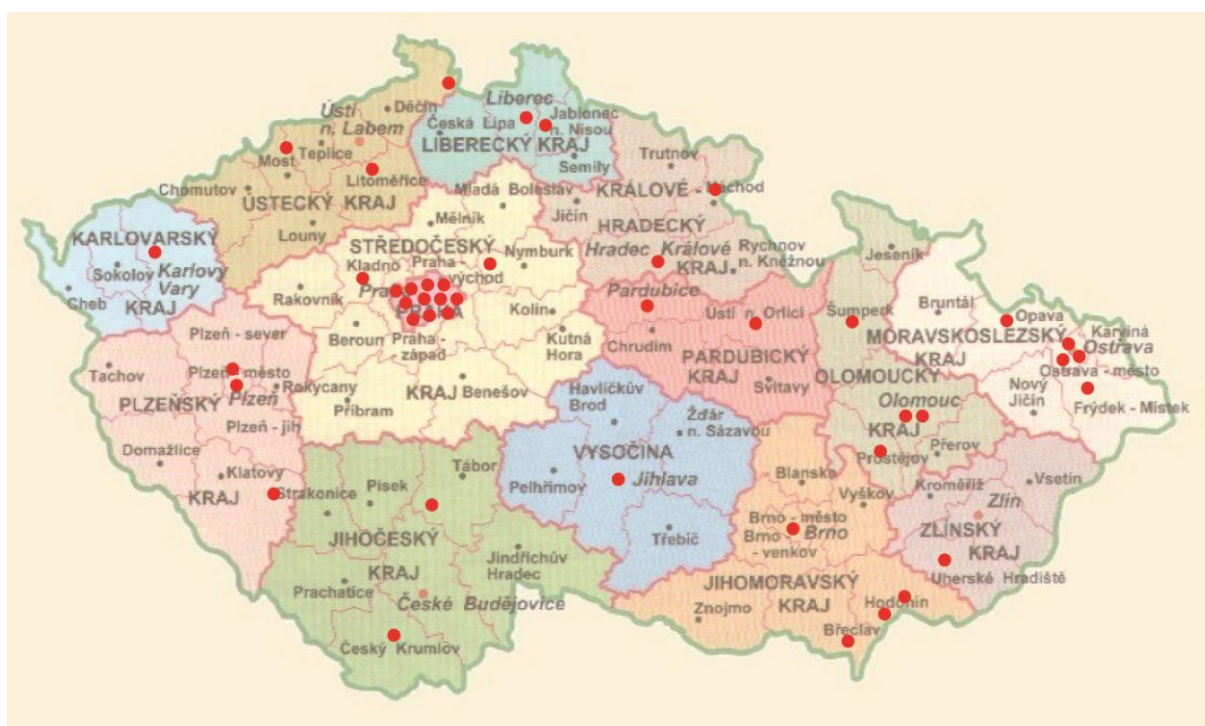 Ústí
n. Labem
Děčín
Teplice
Most
Chomutov
Litoměřice
ÚSTECKÝ KRAJ
Louny
Liberec
Jablonec
n. Nisou
Česká Lípa
LIBERECKÝ KRAJ
Semily
Trutnov
KRÁLOVÉ -
Náchod
Jičín
HRADECKÝ
Hradec Králové
KRAJ
Rychnov
n. Kněžnou
KARLOVARSKÝ
Sokolov
Karlovy
Vary
Cheb
KRAJ
Mladá Boleslav
Mělník
STŘEDOČESKÝ
Nymburk
Kladno
Praha -
východ
Rakovník
PRAHA
Kolín
Beroun
Praha -
západ
Kutná
Hora
KRAJ
Benešov
Příbram
Plzeň - sever
Tachov
Plzeň - město
Rokycany
PLZEŇSKÝ
Plzeň
Plzeň - jih
Domažlice
Klatovy
KRAJ
Pardubice
Ústí n. Orlicí
Chrudim
PARDUBICKÝ
KRAJ
Svitavy
Jeseník
Šumperk
OLOMOUCKÝ
Olomouc
KRAJ
Přerov
Prostějov
Bruntál
Opava
Karviná
MORAVSKOSLEZSKÝ
KRAJ
Ostrava
Ostrava - město
Nový
Jičín
Frýdek - Místek
Havlíčkův
Brod
Žďár
n. Sázavou
VYSOČINA
Pelhřimov
Jihlava
Třebíč
Strakonice
Písek
Tábor
JIHOČESKÝ
KRAJ
Jindřichův
Hradec
Prachatice
České Budějovice
Český Krumlov
Blansko
Vyškov
Brno - město
Brno
Brno -
venkov
JIHOMORAVSKÝ
KRAJ
Znojmo
Hodonín
Břeclav
Kroměříž
Vsetín
Zlín
ZLÍNSKÝ
KRAJ
Uherské Hradiště